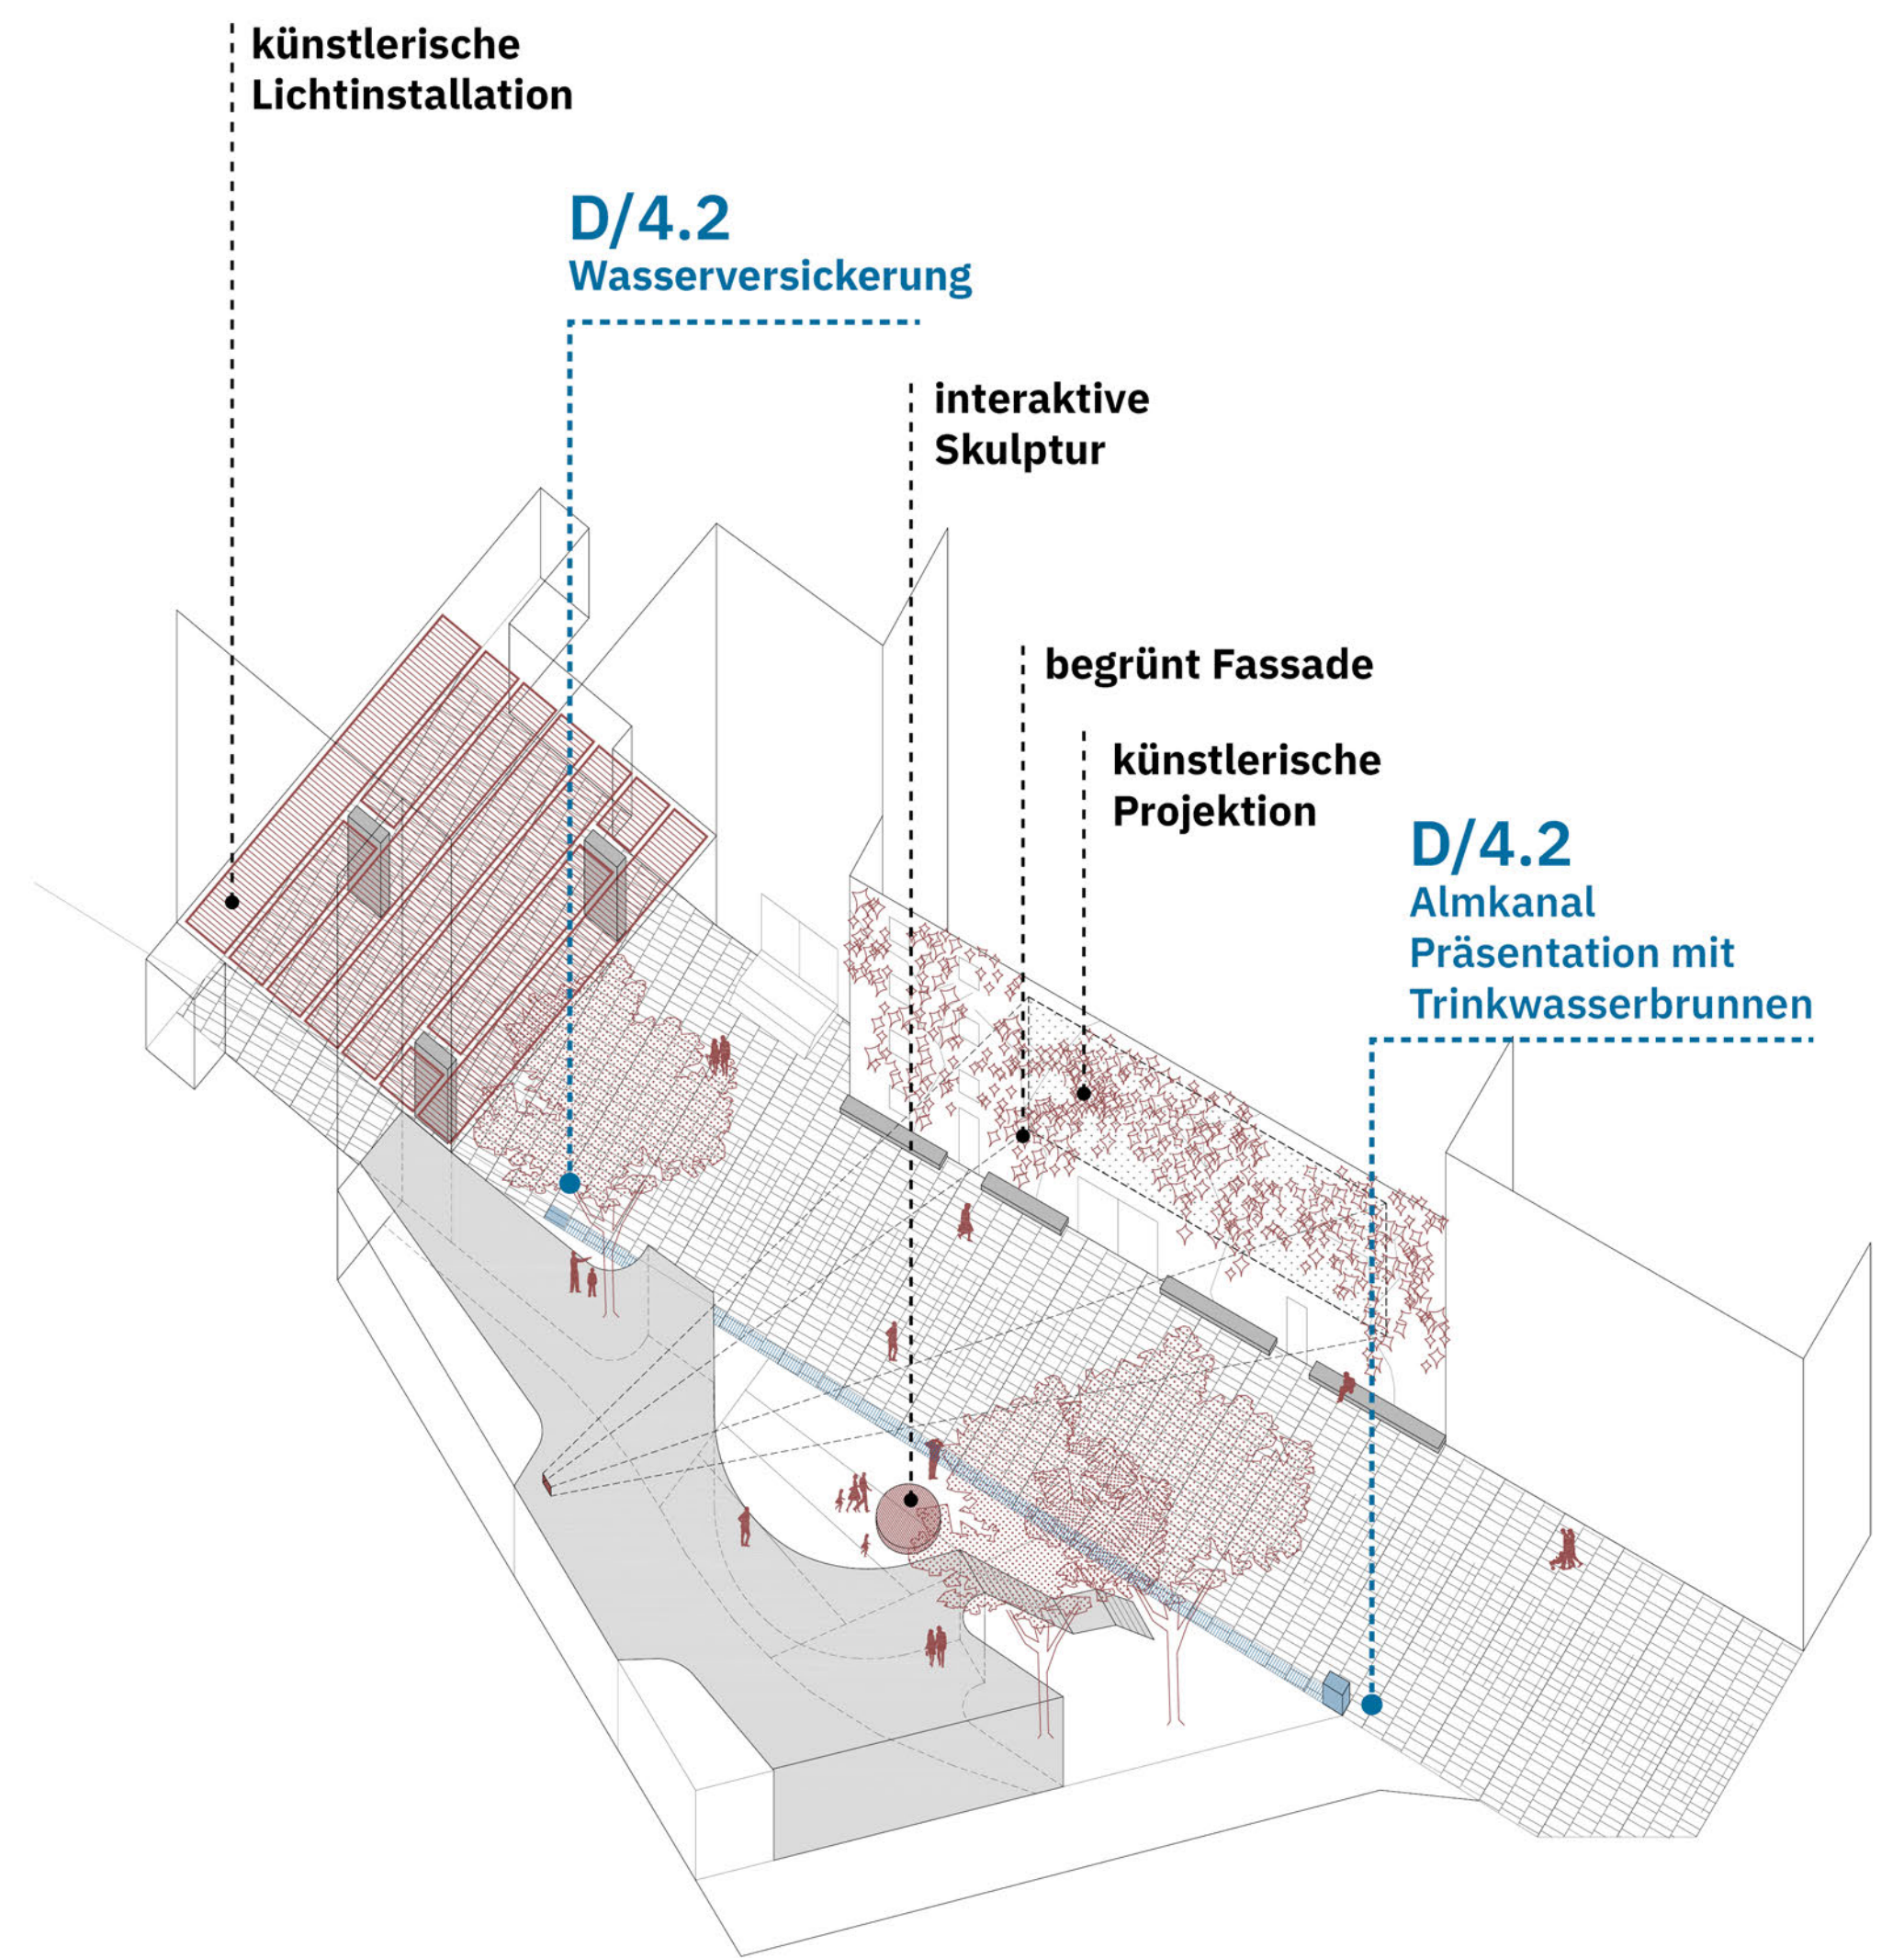 künstlerische
Lichtinstallation
D/4.2
Wasserversickerung
interaktive
Skulptur
begrünt Fassade
künstlerische
Projektion
D/4.2
Almkanal
Präsentation mit
Trinkwasserbrunnen